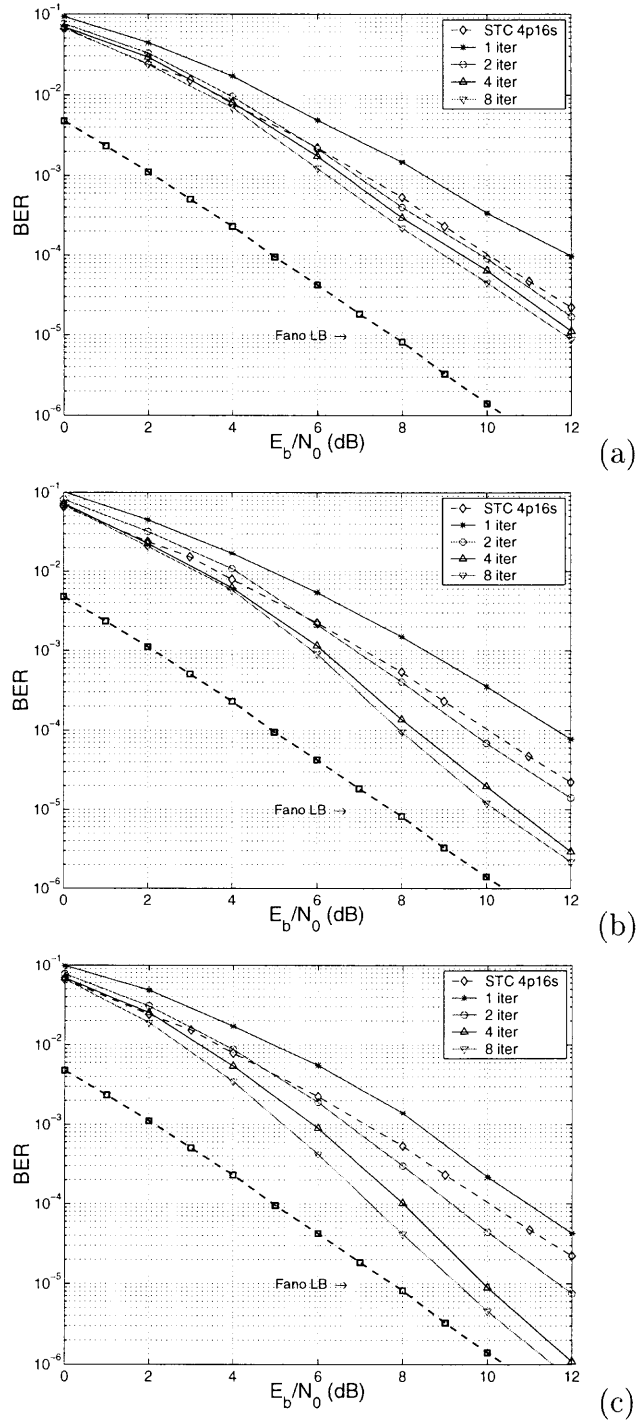 10⁻¹
10⁻²
10⁻³
10⁻⁴
10⁻⁵
10⁻⁶
BER
STC 4p16s
1 iter
2 iter
4 iter
8 iter
Fano LB →
0 2 4 6 8 10 12
E_b/N_0 (dB)
(a)
10⁻¹
10⁻²
10⁻³
10⁻⁴
10⁻⁵
10⁻⁶
BER
STC 4p16s
1 iter
2 iter
4 iter
8 iter
Fano LB →
0 2 4 6 8 10 12
E_b/N_0 (dB)
(b)
10⁻¹
10⁻²
10⁻³
10⁻⁴
10⁻⁵
10⁻⁶
BER
STC 4p16s
1 iter
2 iter
4 iter
8 iter
Fano LB →
0 2 4 6 8 10 12
E_b/N_0 (dB)
(c)